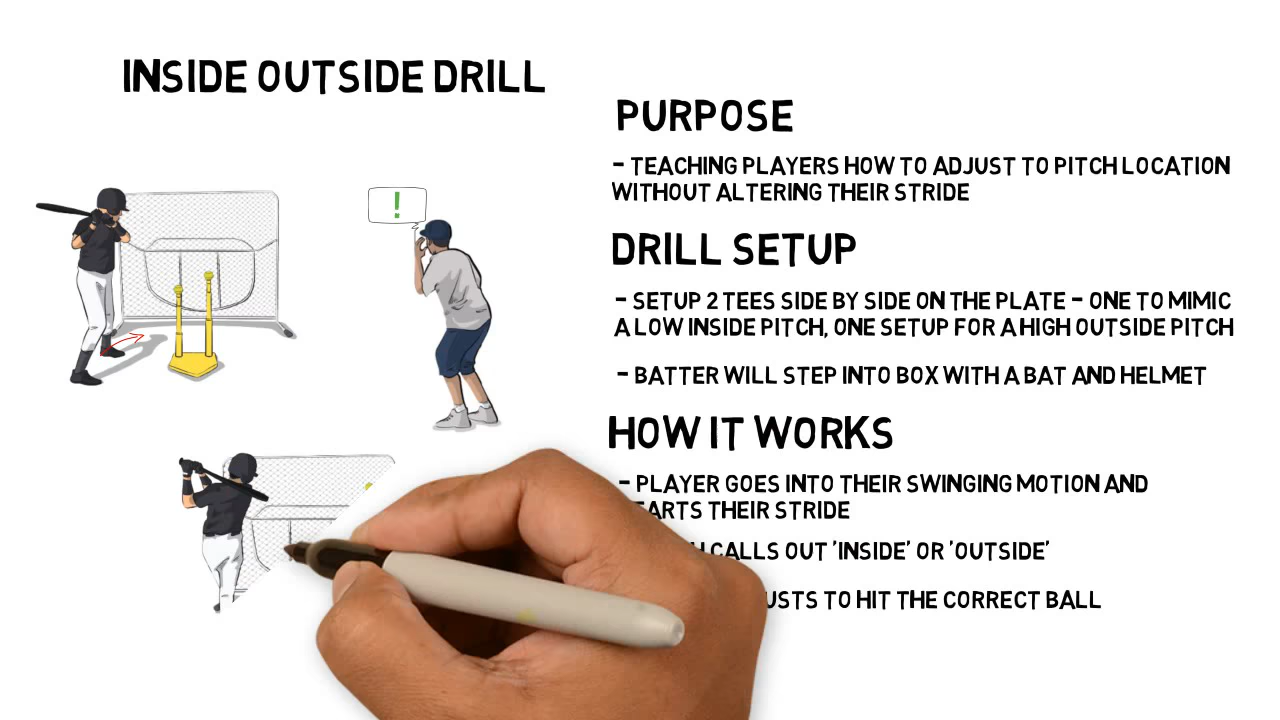 INSIDE OUTSIDE DRILL
!
PURPOSE
- TEACHING PLAYERS HOW TO ADJUST TO PITCH LOCATION
WITHOUT ALTERING THEIR STRIDE
DRILL SETUP
- SETUP 2 TEES SIDE BY SIDE ON THE PLATE - ONE TO MIMIC
A LOW INSIDE PITCH, ONE SETUP FOR A HIGH OUTSIDE PITCH
- BATTER WILL STEP INTO BOX WITH A BAT AND HELMET
HOW IT WORKS
- PLAYER GOES INTO THEIR SWINGING MOTION AND
THEIR STRIDE
CALLS OUT 'INSIDE' OR 'OUTSIDE'
TO HIT THE CORRECT BALL